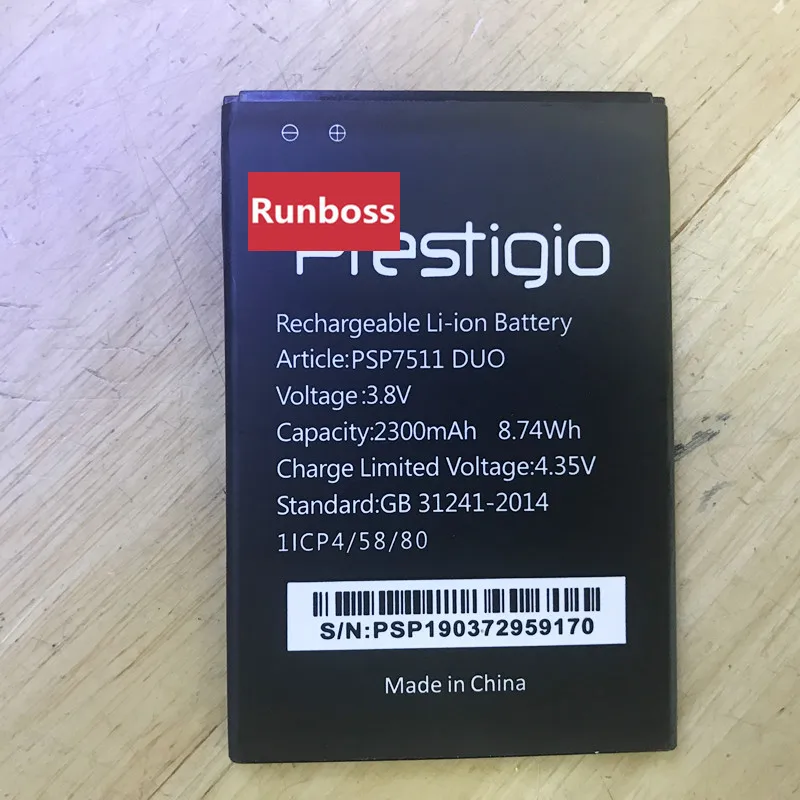 Runboss
Prestigio
Rechargeable Li-ion Battery
Article:PSP7511 DUO
Voltage:3.8V
Capacity:2300mAh 8.74Wh
Charge Limited Voltage:4.35V
Standard:GB 31241-2014
1ICP4/58/80
S/N:PSP190372959170
Made in China